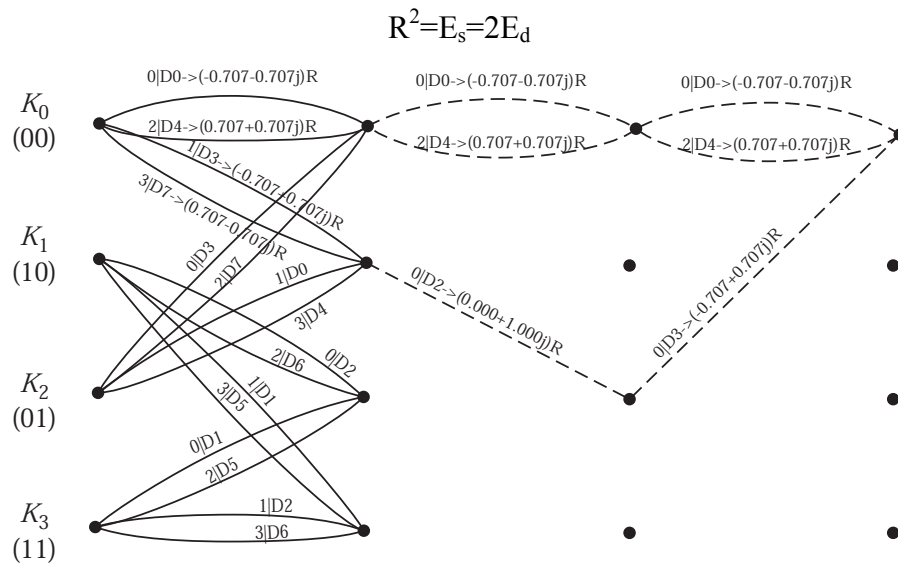 R²=Eₛ=2E_d
0|D0->(-0.707-0.707j)R
0|D0->(-0.707-0.707j)R
0|D0->(-0.707-0.707j)R
K₀
(00)
2|D4->(0.707+0.707j)R
2|D4->(0.707+0.707j)R
2|D4->(0.707+0.707j)R
1|D3->(-0.707+0.707j)R
3|D7->(0.707-0.707j)R
K₁
(10)
0|D3
2|D7
1|D0
3|D4
0|D2->(0.000+1.000j)R
0|D3->(-0.707+0.707j)R
K₂
(01)
0|D2
2|D6
1|D1
3|D5
0|D1
2|D5
K₃
(11)
1|D2
3|D6